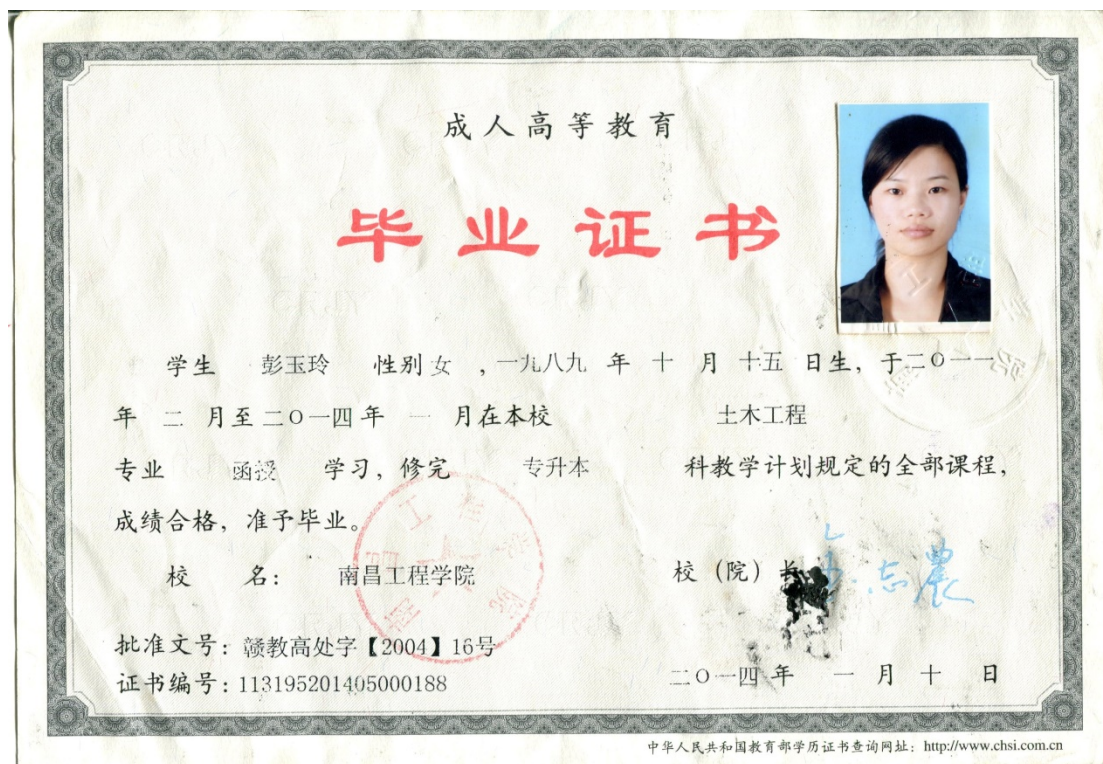 成人高等教育
毕业证书
学生 彭玉玲 性别 女 ,一九八九 年 十 月 十五 日生, 于二〇一一
年 二 月至二〇一四年 一 月在本校 土木工程
专业 函授 学习, 修完 专升本 科教学计划规定的全部课程,
成绩合格, 准予毕业。
校 名: 南昌工程学院 校 (院) 长
批准文号: 赣教高处字【2004】16号
证书编号: 113195201405000188 二〇一四年 一 月 十 日
中华人民共和国教育部学历证书查询网址: http://www.chsi.com.cn